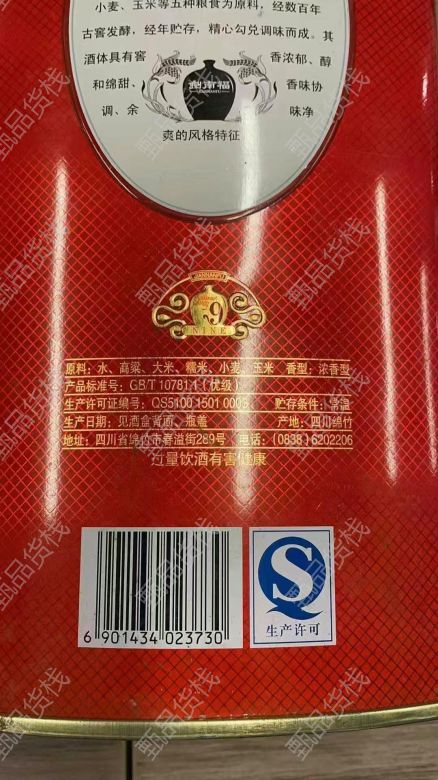 小麦、玉米等五种粮食为原料，经数百年
古窖发酵，经年贮存，精心勾兑调味而成。其
酒体具有窖 香浓郁、醇
和绵甜、 香味协
调、余 味净
爽的风格特征
剑南福
NINE
原料：水、高粱、大米、糯米、小麦、玉米 香型：浓香型
产品标准号：GB/T 10781.1（优级）
生产许可证编号：QS5100 1501 0005 贮存条件：常温
生产日期：见酒盒背面、瓶盖 产地：四川绵竹
地址：四川省绵竹市春溢街289号 电话：(0838)6202206
过量饮酒有害健康
6 901434 023730
生产许可
甄品货栈